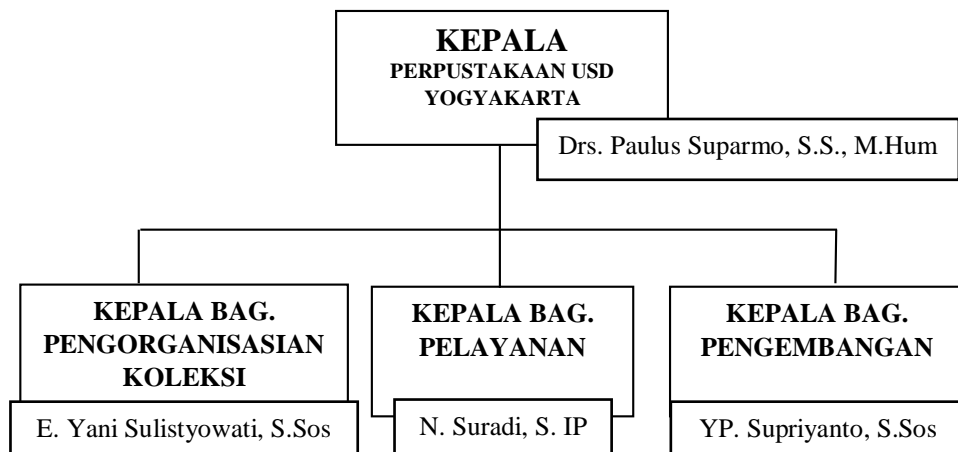 KEPALA
PERPUSTAKAAN USD
YOGYAKARTA
Drs. Paulus Suparmo, S.S., M.Hum
KEPALA BAG.
PENGORGANISASIAN
KOLEKSI
E. Yani Sulistyowati, S.Sos
KEPALA BAG.
PELAYANAN
N. Suradi, S. IP
KEPALA BAG.
PENGEMBANGAN
YP. Supriyanto, S.Sos